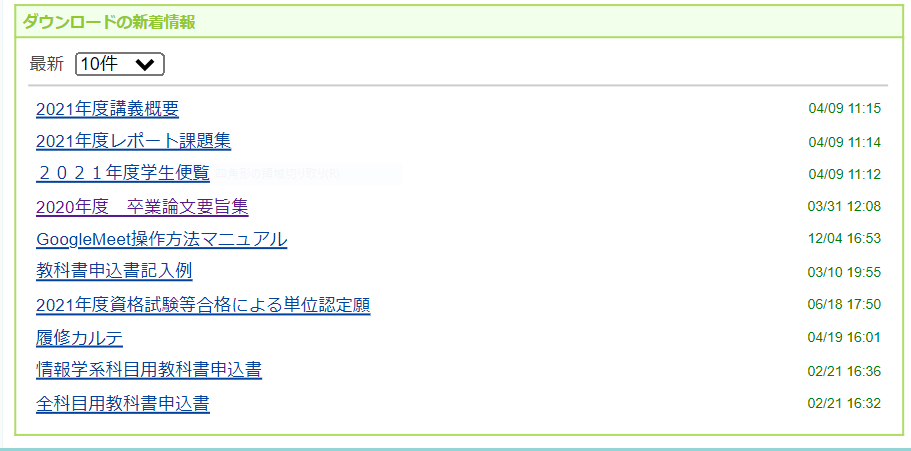 ダウンロードの新着情報
最新 10件
2021年度講義概要 04/09 11:15
2021年度レポート課題集 04/09 11:14
２０２１年度学生便覧 04/09 11:12
2020年度　卒業論文要旨集 03/31 12:08
GoogleMeet操作方法マニュアル 12/04 16:53
教科書申込書記入例 03/10 19:55
2021年度資格試験等合格による単位認定願 06/18 17:50
履修カルテ 04/19 16:01
情報学系科目用教科書申込書 02/21 16:36
全科目用教科書申込書 02/21 16:32